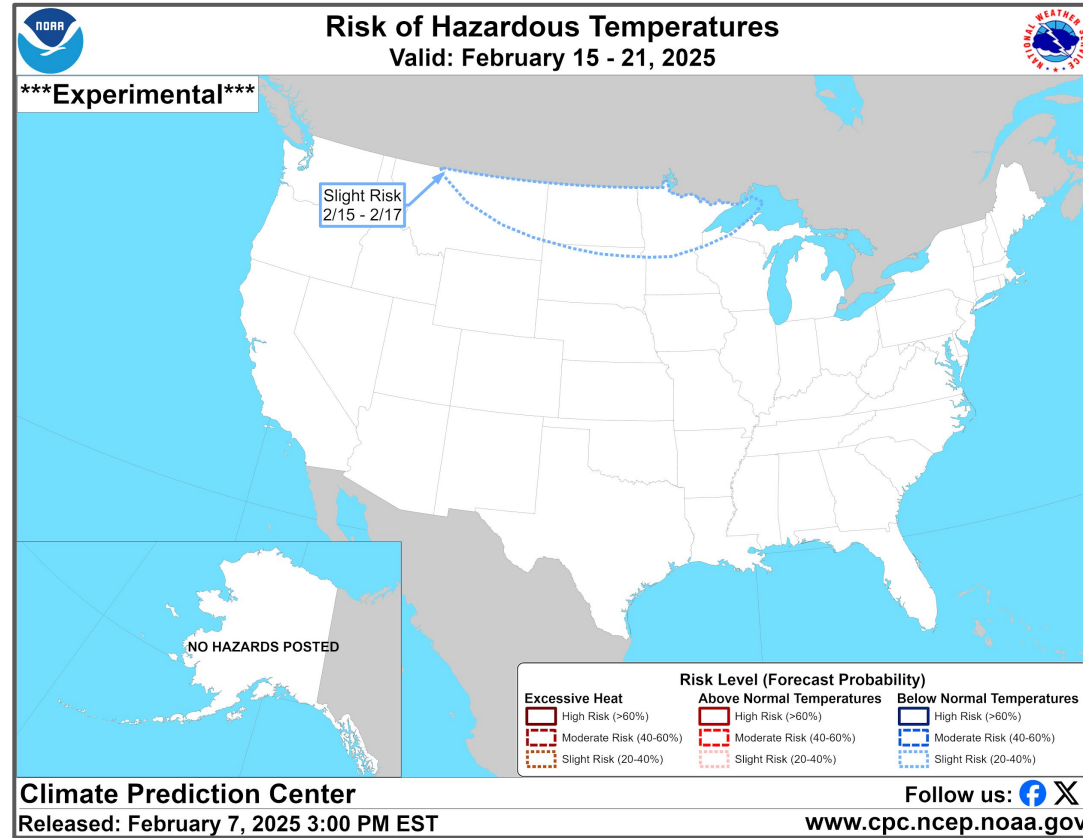 NOAA
Risk of Hazardous Temperatures
Valid: February 15 - 21, 2025
NATIONAL WEATHER SERVICE
***Experimental***
Slight Risk
2/15 - 2/17
NO HAZARDS POSTED
Risk Level (Forecast Probability)
Excessive Heat
High Risk (>60%)
Moderate Risk (40-60%)
Slight Risk (20-40%)
Above Normal Temperatures
High Risk (>60%)
Moderate Risk (40-60%)
Slight Risk (20-40%)
Below Normal Temperatures
High Risk (>60%)
Moderate Risk (40-60%)
Slight Risk (20-40%)
Climate Prediction Center
Follow us:
Released: February 7, 2025 3:00 PM EST
www.cpc.ncep.noaa.gov